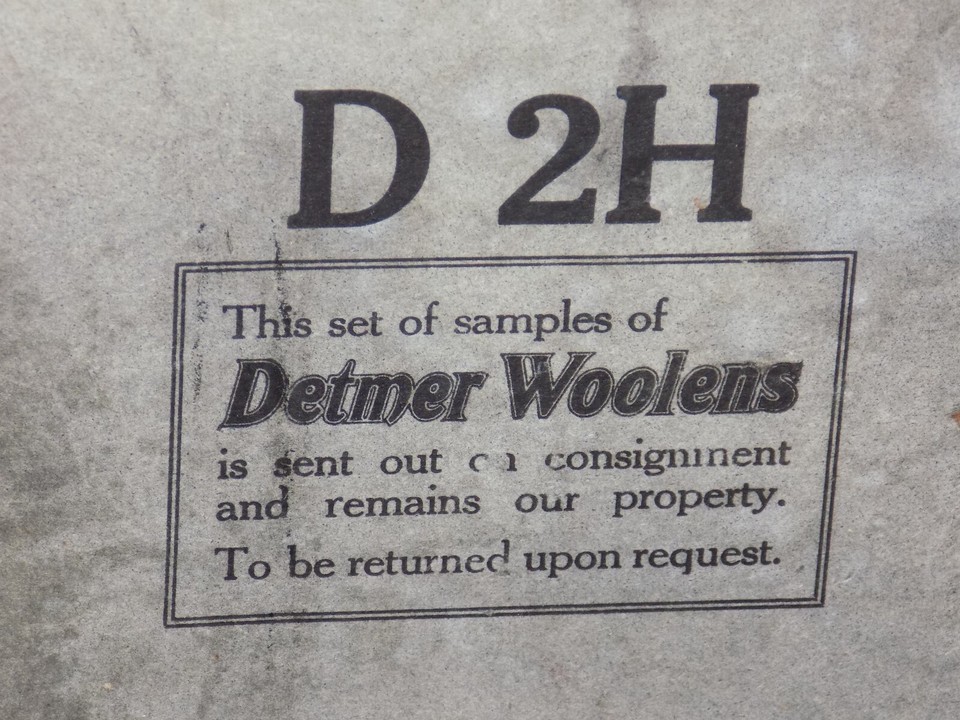 D 2H
This set of samples of
Detmer Woolens
is sent out on consignment
and remains our property.
To be returned upon request.